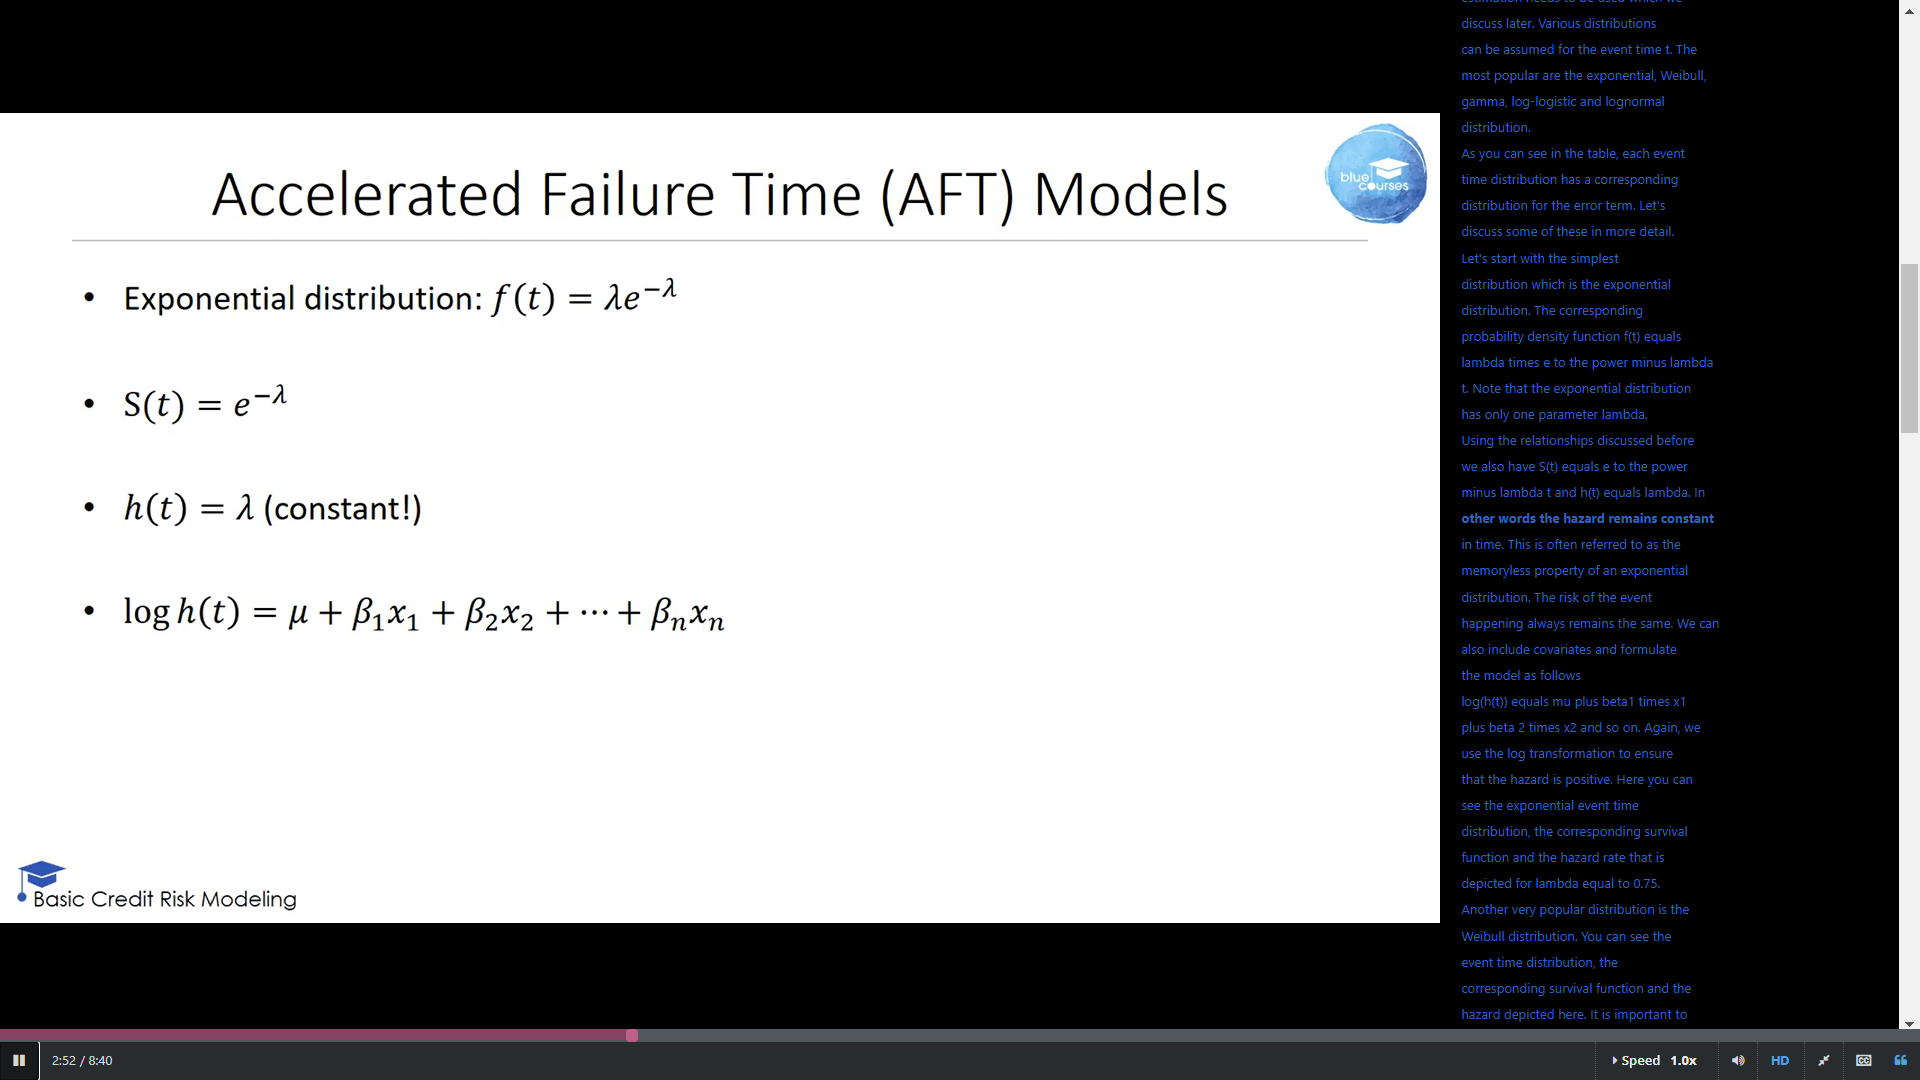 Accelerated Failure Time (AFT) Models
blue
courses
• Exponential distribution: f(t) = λe^−λ
• S(t) = e^−λ
• h(t) = λ (constant!)
• log h(t) = μ + β₁x₁ + β₂x₂ + ⋯ + βₙxₙ
Basic Credit Risk Modeling
discuss later. Various distributions
can be assumed for the event time t. The
most popular are the exponential, Weibull,
gamma, log-logistic and lognormal
distribution.
As you can see in the table, each event
time distribution has a corresponding
distribution for the error term. Let's
discuss some of these in more detail.
Let's start with the simplest
distribution which is the exponential
distribution. The corresponding
probability density function f(t) equals
lambda times e to the power minus lambda
t. Note that the exponential distribution
has only one parameter lambda.
Using the relationships discussed before
we also have S(t) equals e to the power
minus lambda t and h(t) equals lambda. In
other words the hazard remains constant
in time. This is often referred to as the
memoryless property of an exponential
distribution. The risk of the event
happening always remains the same. We can
also include covariates and formulate
the model as follows
log(h(t)) equals mu plus beta1 times x1
plus beta 2 times x2 and so on. Again, we
use the log transformation to ensure
that the hazard is positive. Here you can
see the exponential event time
distribution, the corresponding survival
function and the hazard rate that is
depicted for lambda equal to 0.75.
Another very popular distribution is the
Weibull distribution. You can see the
event time distribution, the
corresponding survival function and the
hazard depicted here. It is important to
2:52 / 8:40
Speed 1.0x
HD
CC